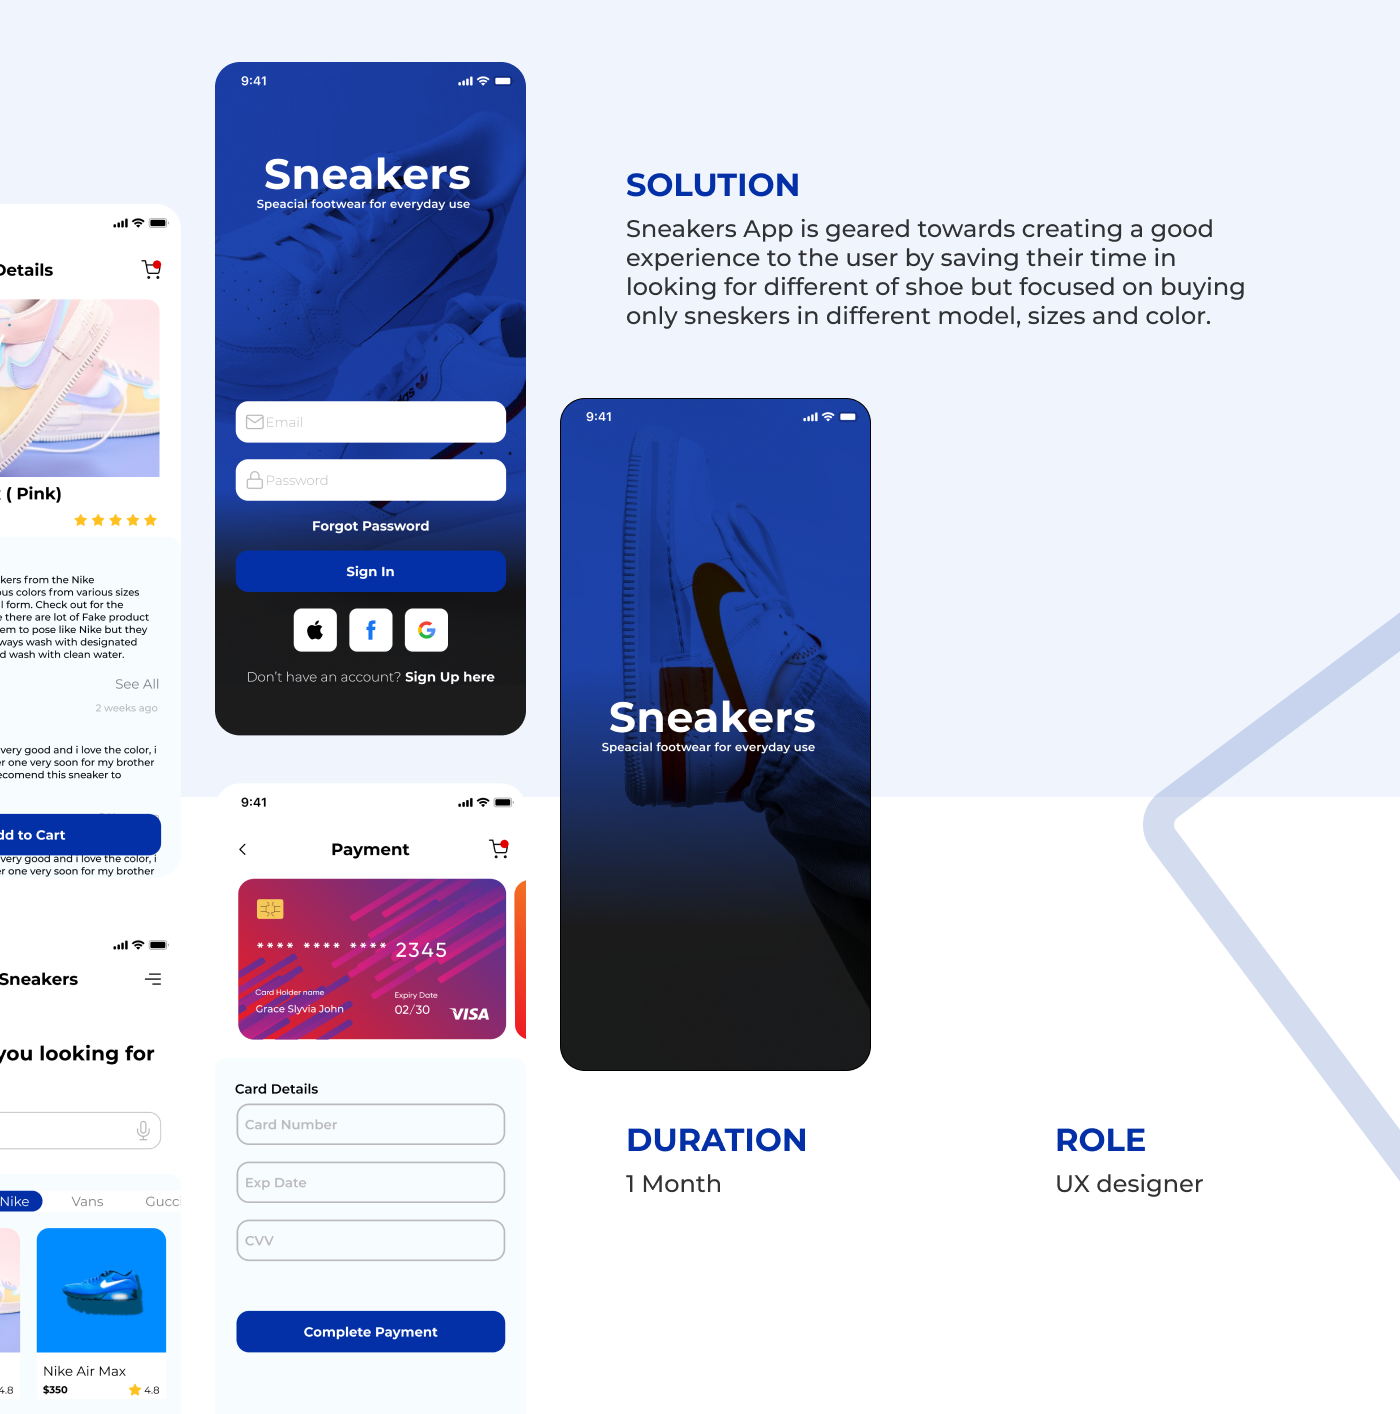 9:41
Sneakers
Speacial footwear for everyday use
Email
Password
Forgot Password
Sign In
Don't have an account? Sign Up here
SOLUTION
Sneakers App is geared towards creating a good
experience to the user by saving their time in
looking for different of shoe but focused on buying
only sneskers in different model, sizes and color.
Details
( Pink)
kers from the Nike
ous colors from various sizes
l form. Check out for the
e there are lot of Fake product
em to pose like Nike but they
ways wash with designated
d wash with clean water.
See All
2 weeks ago
very good and i love the color, i
er one very soon for my brother
ecomend this sneaker to
dd to Cart
very good and i love the color, i
er one very soon for my brother
9:41
Sneakers
Speacial footwear for everyday use
9:41
Payment
**** **** **** 2345
Card Holder name
Grace Slyvia John
Expiry Date
02/30
VISA
Card Details
Card Number
Exp Date
CVV
Complete Payment
Sneakers
you looking for
Nike
Vans
Gucc
Nike Air Max
$350
4.8
4.8
DURATION
1 Month
ROLE
UX designer